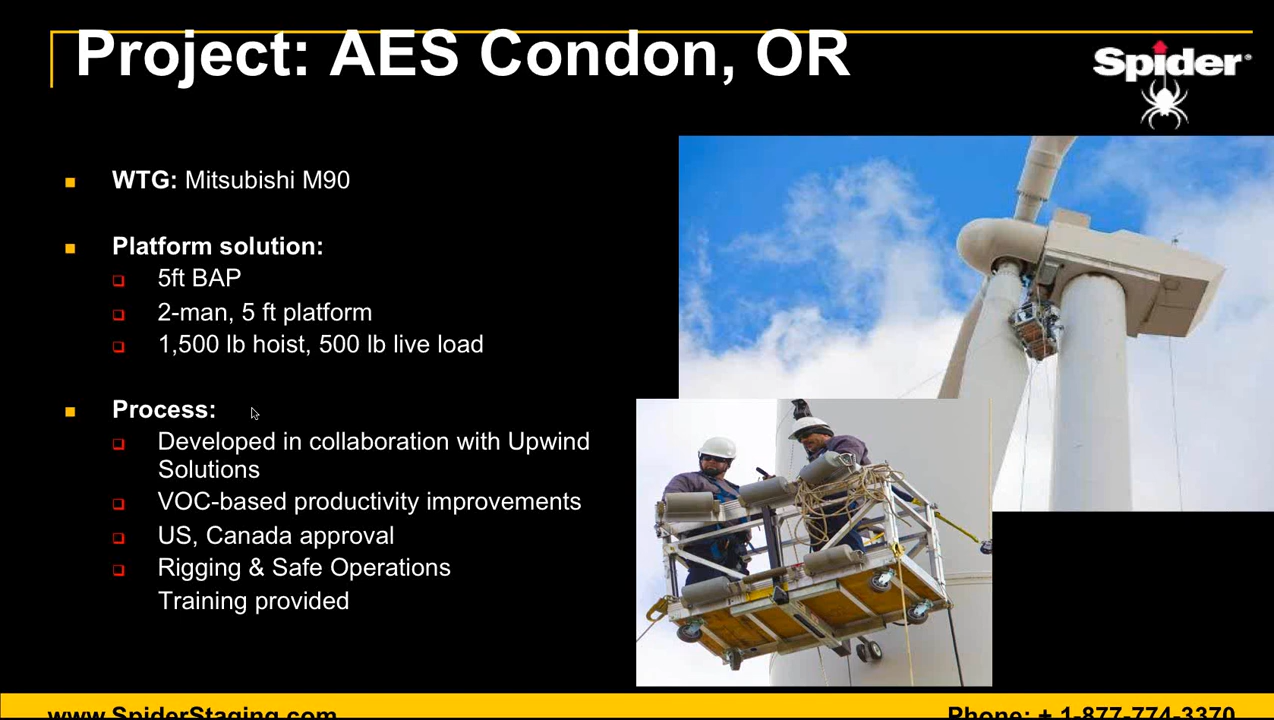 Project: AES Condon, OR
Spider®
WTG: Mitsubishi M90
Platform solution:
5ft BAP
2-man, 5 ft platform
1,500 lb hoist, 500 lb live load
Process:
Developed in collaboration with Upwind
Solutions
VOC-based productivity improvements
US, Canada approval
Rigging & Safe Operations
Training provided
www.SpiderStaging.com
Phone: + 1-877-774-3370